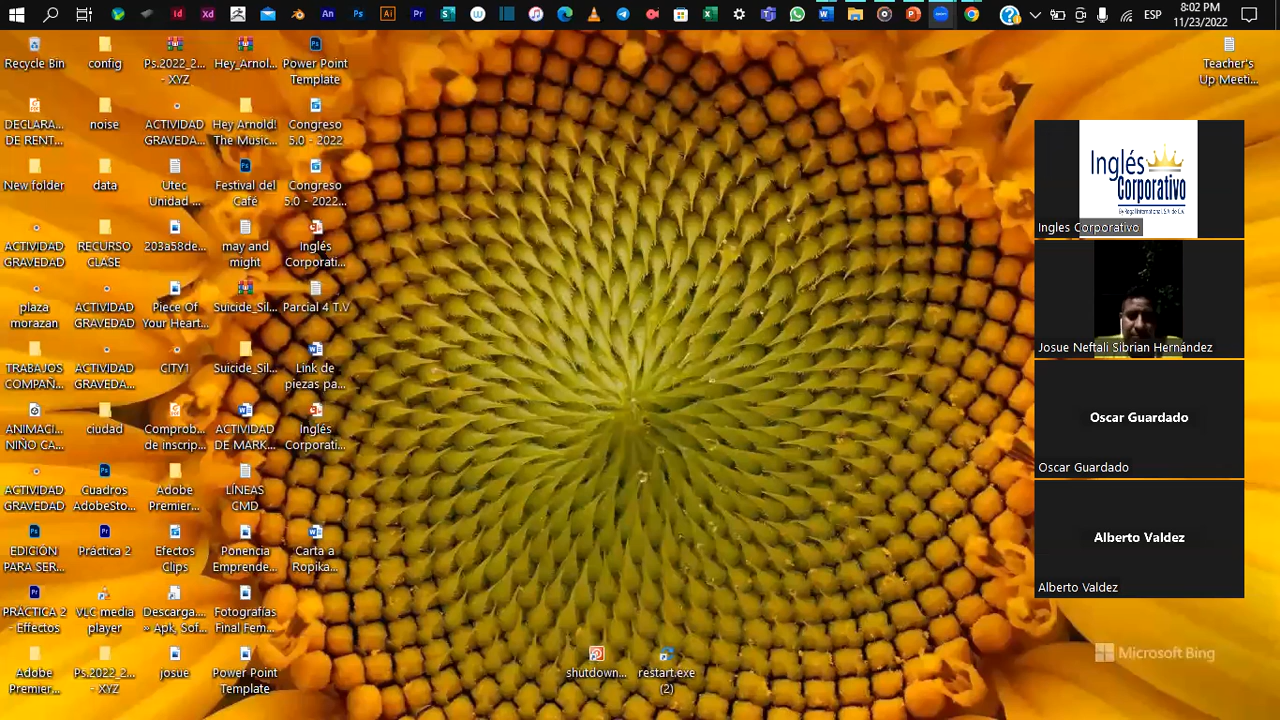 ESP
8:02 PM
11/23/2022
Recycle Bin
config
Ps.2022_2...
- XYZ
Hey_Arnol...
Power Point
Template
Teacher's
Up Meeti...
DECLARA...
DE RENT...
noise
ACTIVIDAD
GRAVEDA...
Hey Arnold!
The Music...
Congreso
5.0 - 2022
New folder
data
Utec
Unidad ...
Festival del
Café
Congreso
5.0 - 2022...
ACTIVIDAD
GRAVEDAD
RECURSO
CLASE
203a58de...
may and
might
Inglés
Corporati...
plaza
morazan
ACTIVIDAD
GRAVEDAD
Piece Of
Your Heart...
Suicide_Sil...
Parcial 4 T.V
TRABAJOS
COMPAÑ...
ACTIVIDAD
GRAVEDA...
CITY1
Suicide_Sil...
Link de
piezas pa...
ANIMACI...
NIÑO CA...
ciudad
Comprob...
de inscrip...
ACTIVIDAD
DE MARK...
Inglés
Corporati...
ACTIVIDAD
GRAVEDAD
Cuadros
AdobeSto...
Adobe
Premier...
LÍNEAS
CMD
EDICIÓN
PARA SER...
Práctica 2
Efectos
Clips
Ponencia
Emprende...
Carta a
Ropika...
PRÁCTICA 2
- Efectos
VLC media
player
Descarga....
» Apk, Sof...
Fotografias
Final Fem...
Adobe
Premier...
Ps.2022_2...
- XYZ
josue
Power Point
Template
shutdown...
restart.exe
(2)
Inglés
Corporativo
Ingles Corporativo
Josue Neftali Sibrian Hernández
Oscar Guardado
Oscar Guardado
Alberto Valdez
Alberto Valdez
Microsoft Bing